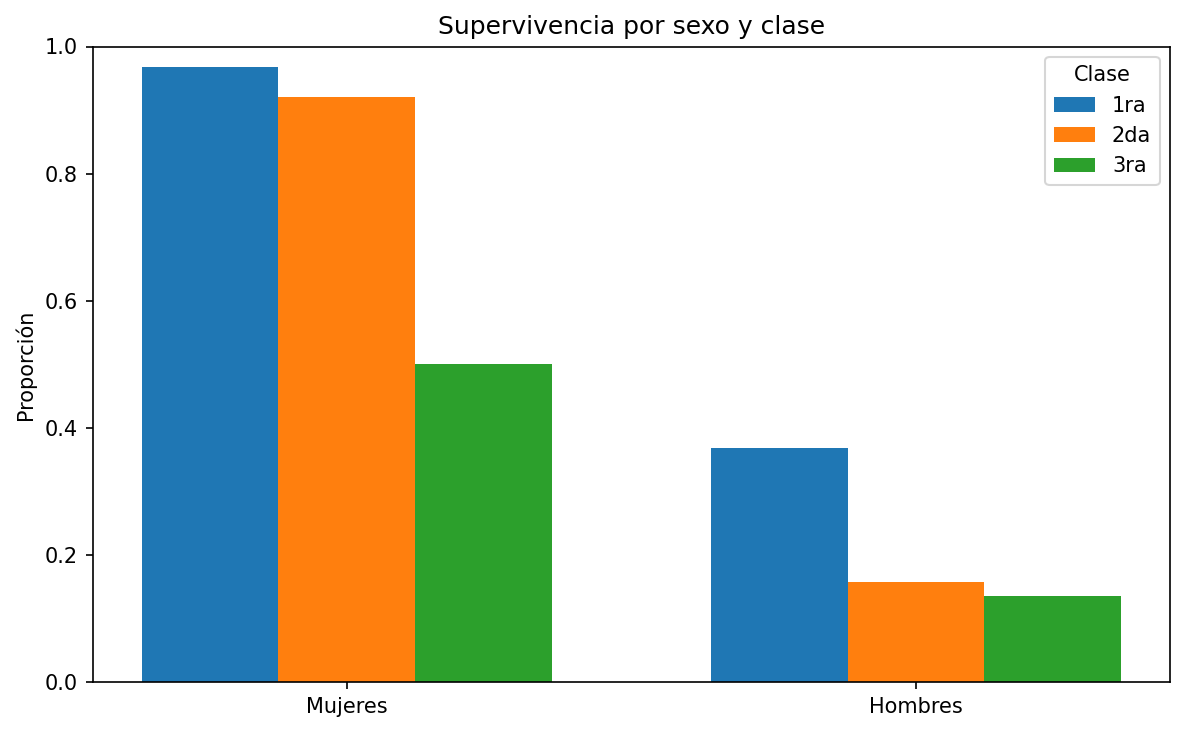 Supervivencia por sexo y clase
1.0
0.8
0.6
0.4
0.2
0.0
Proporción
Clase
1ra
2da
3ra
Mujeres
Hombres